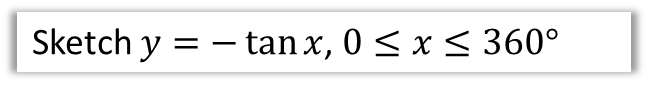 Sketch y = − tan x, 0 ≤ x ≤ 360°